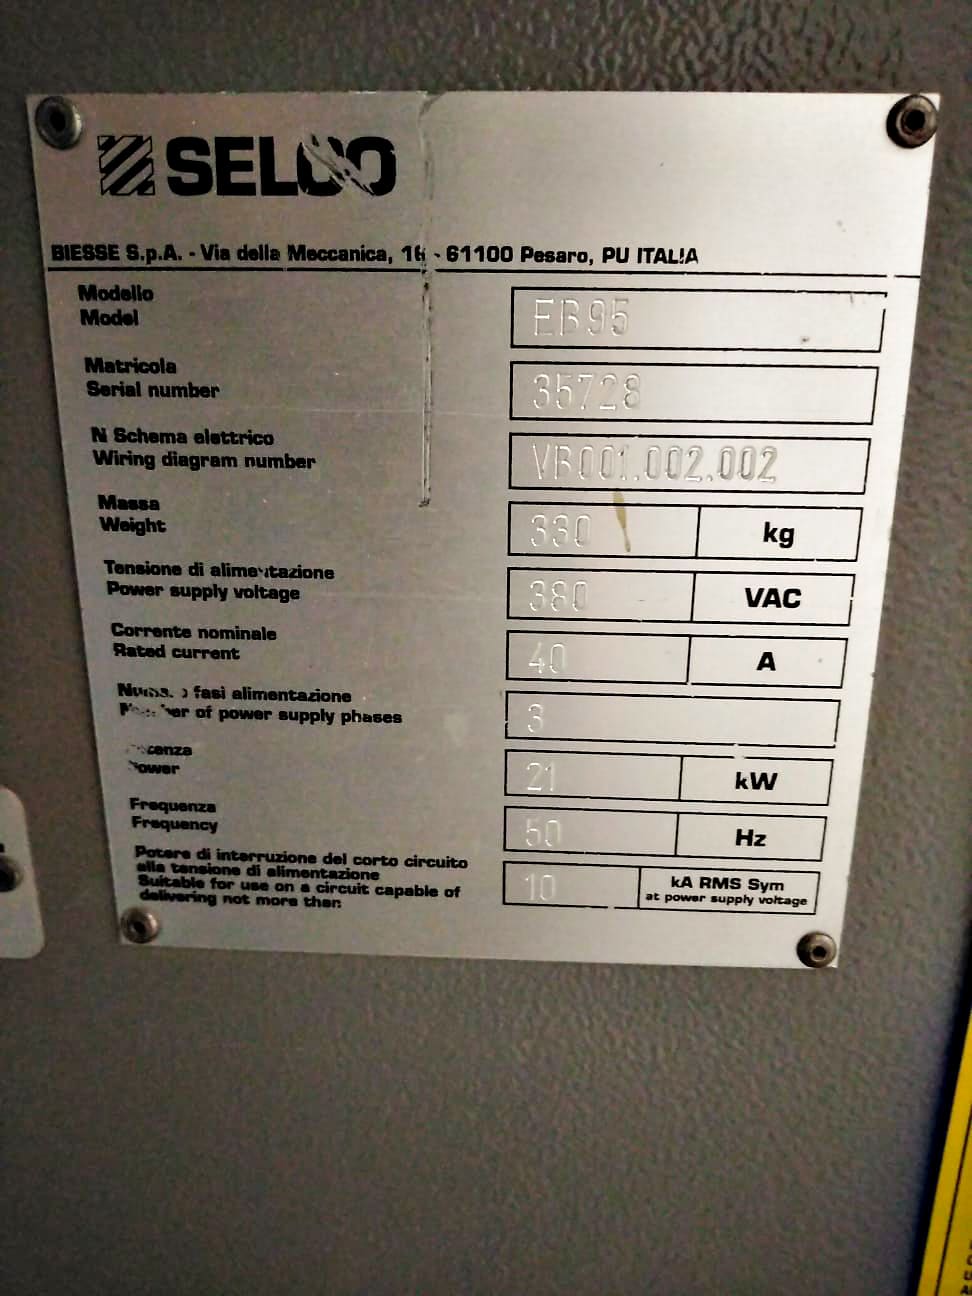 SELCO
BIESSE S.p.A. - Via della Meccanica, 16 - 61100 Pesaro, PU ITALIA
Modello
Model
EB95
Matricola
Serial number
35728
N Schema elettrico
Wiring diagram number
VB001.002.002
Massa
Weight
330 kg
Tensione di alimentazione
Power supply voltage
380 VAC
Corrente nominale
Rated current
40 A
fasi alimentazione
Number of power supply phases
3
Potenza
Power
21 kW
Frequenza
Frequency
50 Hz
Potere di interruzione del corto circuito
alla tensione di alimentazione
Suitable for use on a circuit capable of
delivering not more than
10 kA RMS Sym
at power supply voltage